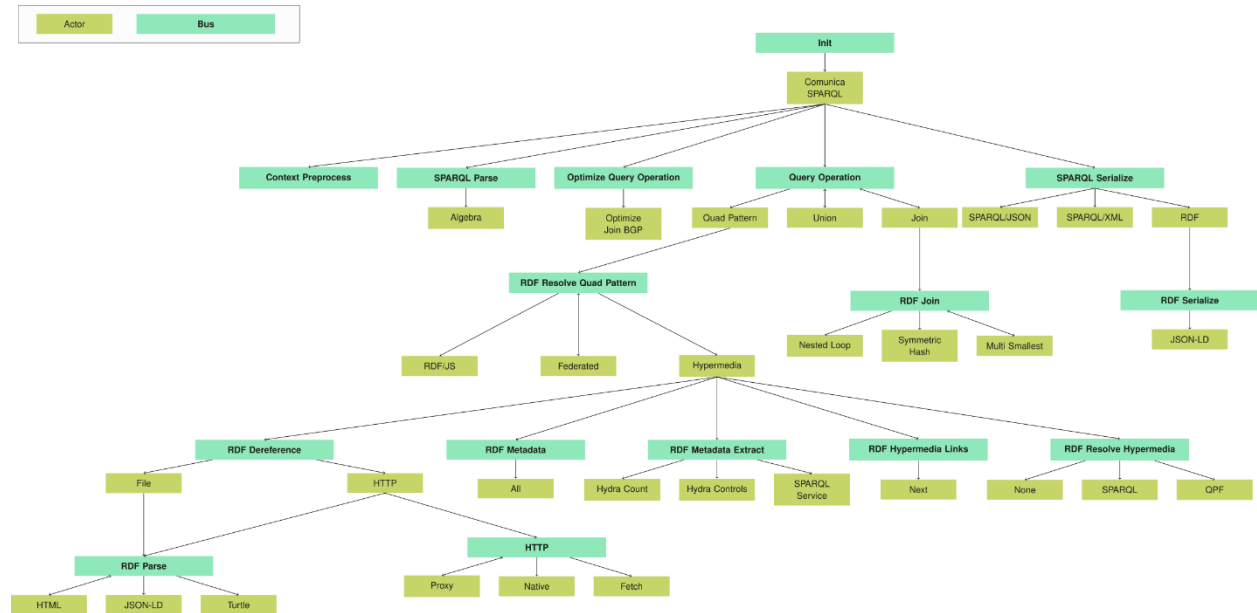 Actor
Bus
Init
Comunica
SPARQL
Context Preprocess
SPARQL Parse
Optimize Query Operation
Query Operation
SPARQL Serialize
Algebra
Optimize
Join BGP
Quad Pattern
Union
Join
SPARQL/JSON
SPARQL/XML
RDF
RDF Resolve Quad Pattern
RDF Join
RDF Serialize
Nested Loop
Symmetric
Hash
Multi Smallest
JSON-LD
RDF/JS
Federated
Hypermedia
RDF Dereference
RDF Metadata
RDF Metadata Extract
RDF Hypermedia Links
RDF Resolve Hypermedia
File
HTTP
All
Hydra Count
Hydra Controls
SPARQL
Service
Next
None
SPARQL
QPF
RDF Parse
HTTP
HTML
JSON-LD
Turtle
Proxy
Native
Fetch